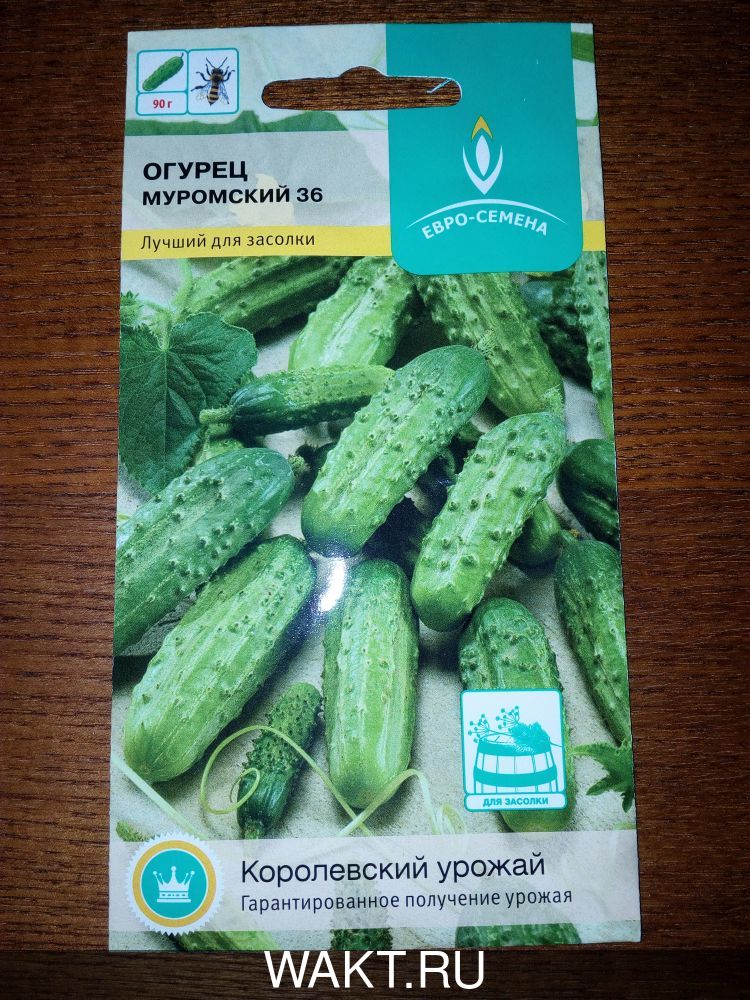 90 г
ОГУРЕЦ
МУРОМСКИЙ 36
Лучший для засолки
ЕВРО-СЕМЕНА
ДЛЯ ЗАСОЛКИ
Королевский урожай
Гарантированное получение урожая
WAKT.RU